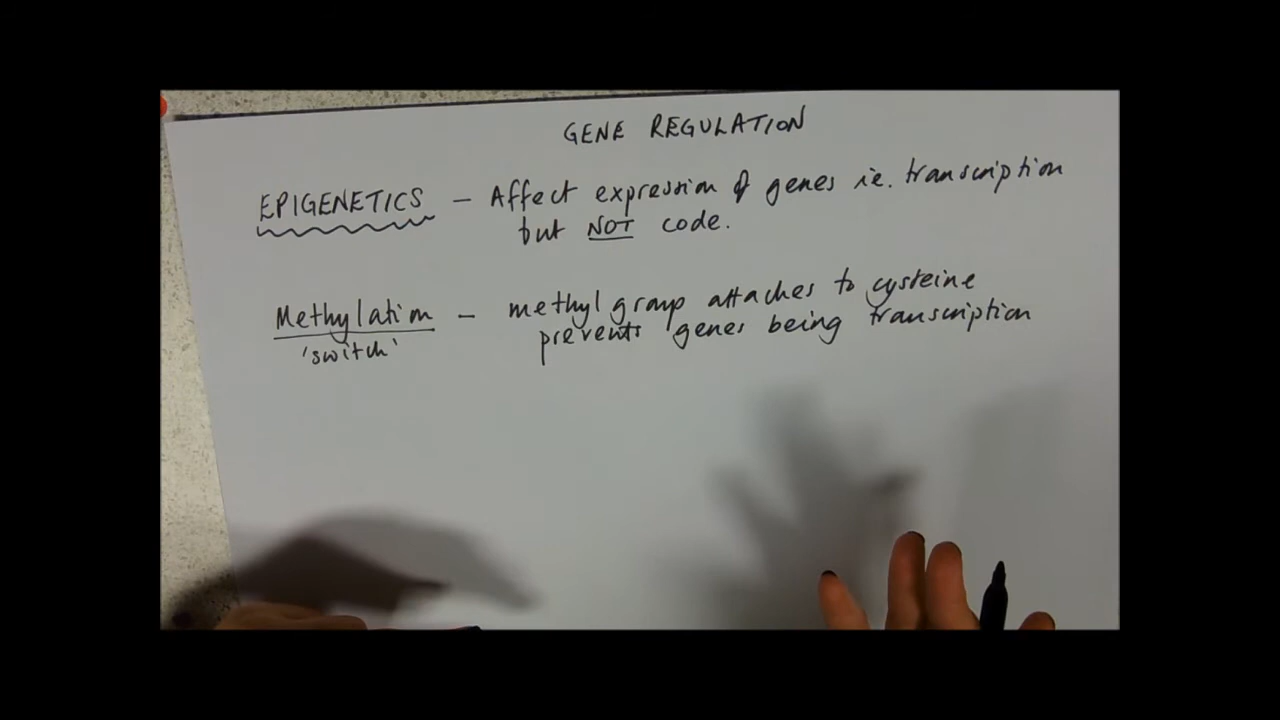 GENE REGULATION
EPIGENETICS - Affect expression of genes i.e. transcription
but NOT code.
Methylation - methyl group attaches to cysteine
'switch' prevents genes being transcription